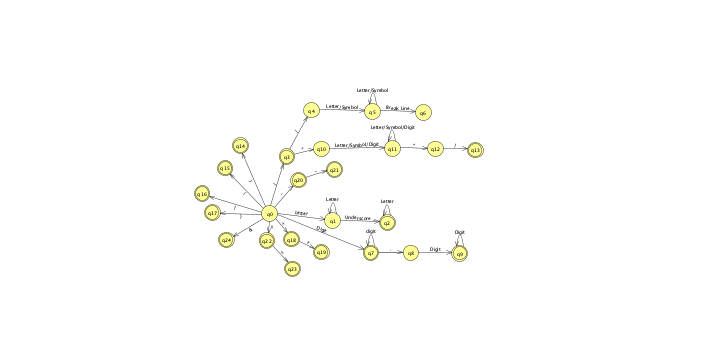 Letter/Symbol
q4
Letter/Symbol
q5
Break Line
q6
Letter/Symbol/Digit
q14
q3
q10
Letter/Symbol/Digit
q11
q12
q13
q15
q20
q21
q16
Letter
Letter
q17
q0
Letter
q1
Underscore
q2
Digit
digit
Digit
q24
q22
q18
q19
q7
q8
Digit
q9
q23